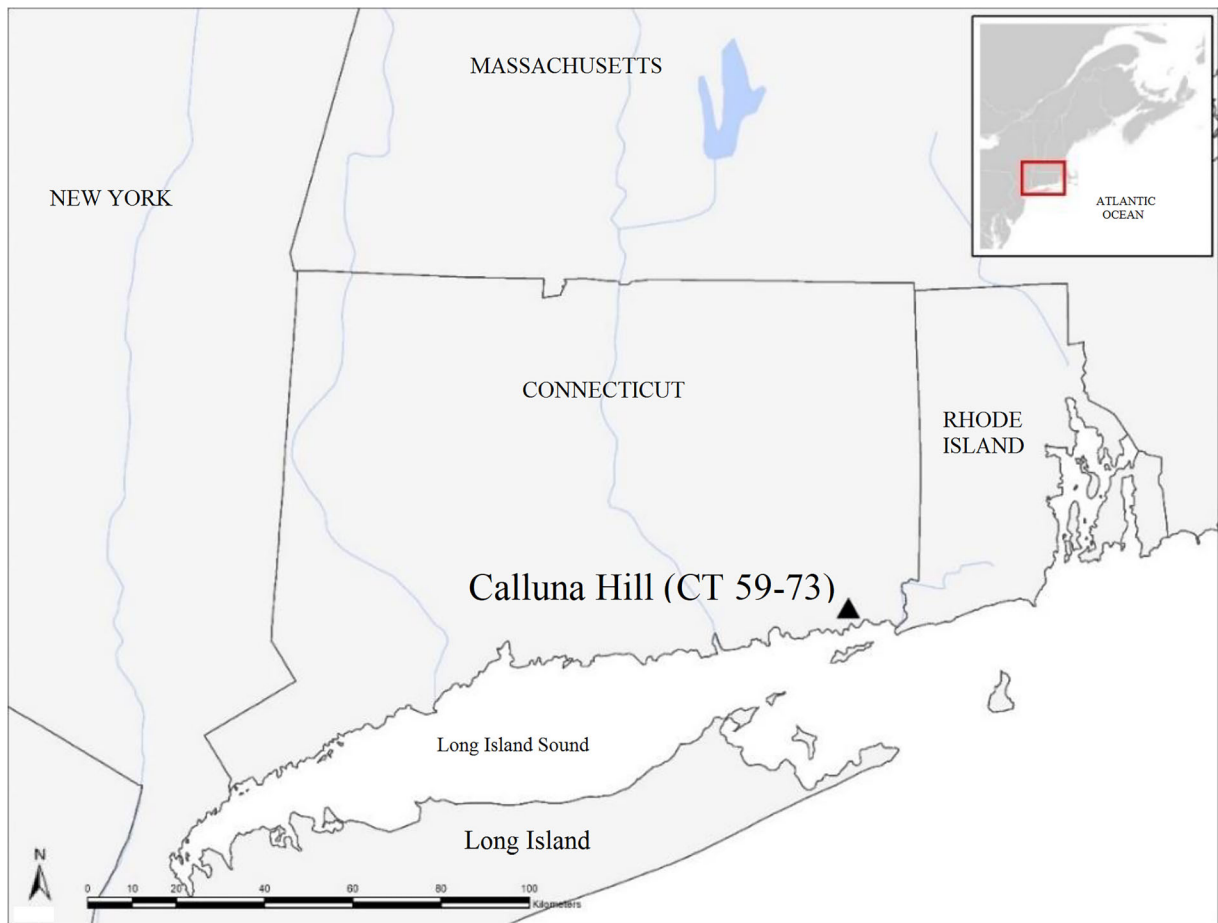 MASSACHUSETTS
NEW YORK
ATLANTIC
OCEAN
CONNECTICUT
RHODE
ISLAND
Calluna Hill (CT 59-73)
Long Island Sound
Long Island
N
0 10 20 40 60 80 100
Kilometers